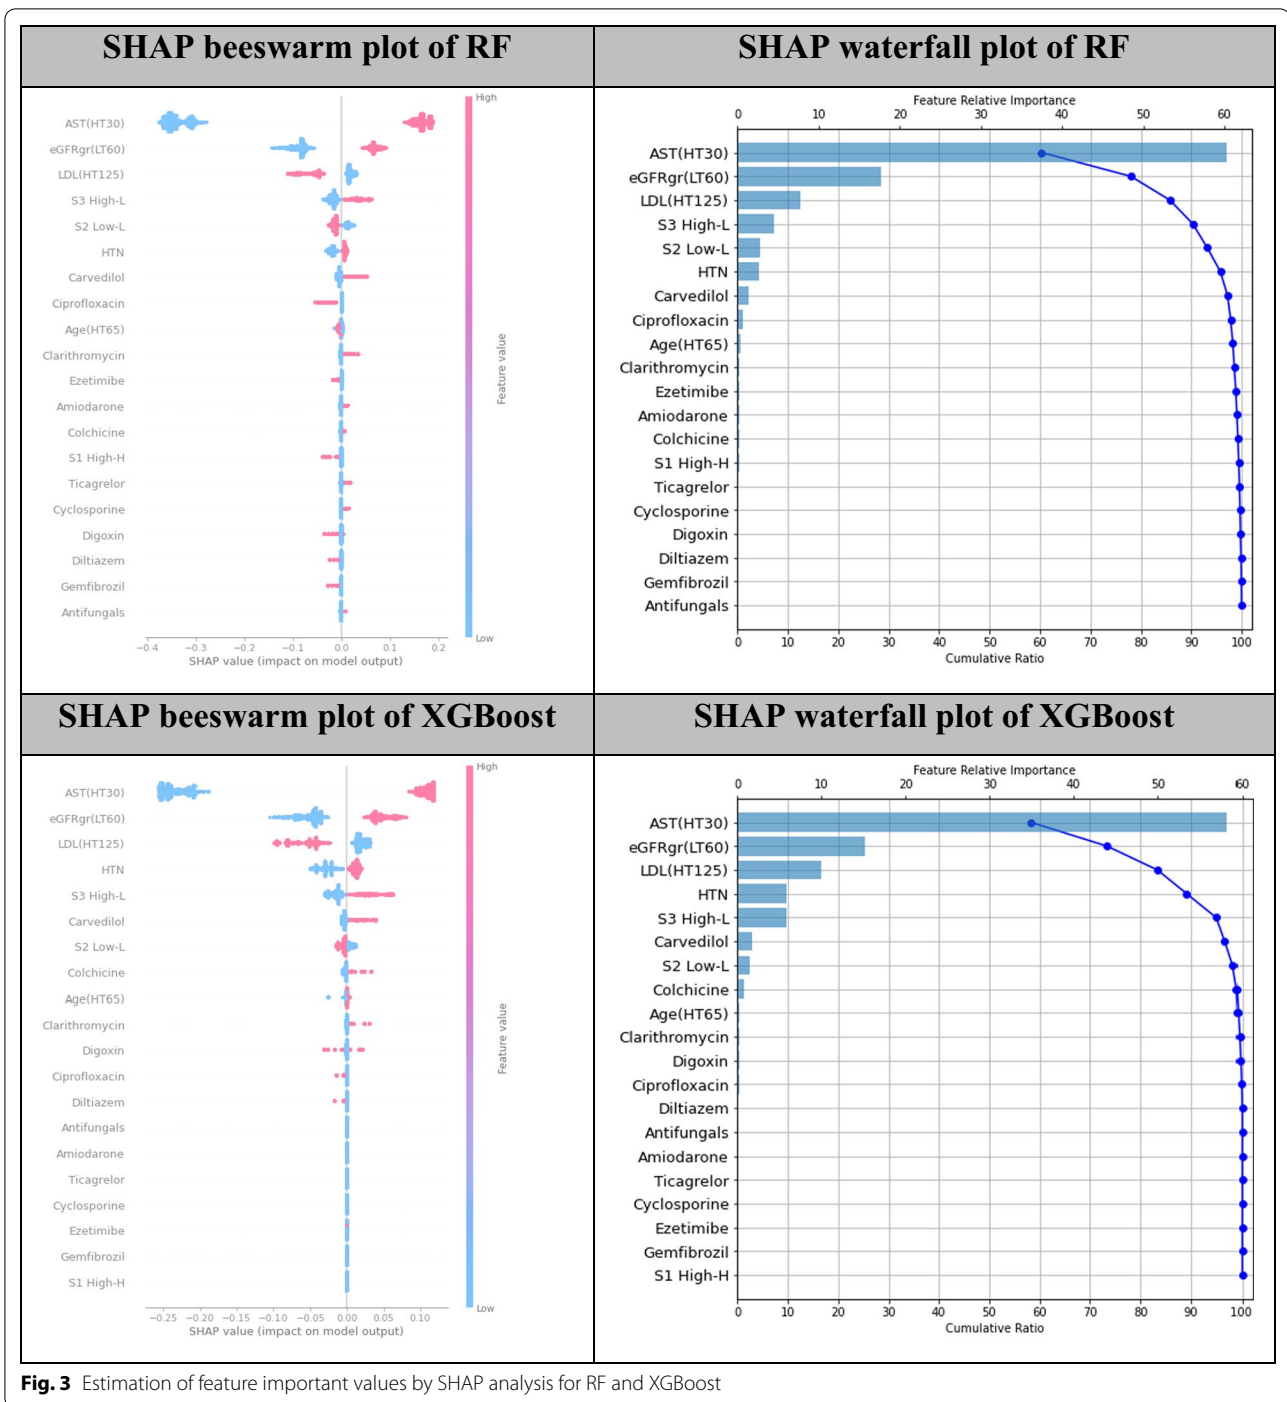 SHAP beeswarm plot of RF
SHAP waterfall plot of RF
High
AST(HT30)
eGFRgr(LT60)
LDL(HT125)
S3 High-L
S2 Low-L
HTN
Carvedilol
Ciprofloxacin
Age(HT65)
Clarithromycin
Ezetimibe
Amiodarone
Colchicine
S1 High-H
Ticagrelor
Cyclosporine
Digoxin
Diltiazem
Gemfibrozil
Antifungals
Feature value
Low
−0.4 −0.3 −0.2 −0.1 0.0 0.1 0.2
SHAP value (impact on model output)
Feature Relative Importance
0 10 20 30 40 50 60
AST(HT30)
eGFRgr(LT60)
LDL(HT125)
S3 High-L
S2 Low-L
HTN
Carvedilol
Ciprofloxacin
Age(HT65)
Clarithromycin
Ezetimibe
Amiodarone
Colchicine
S1 High-H
Ticagrelor
Cyclosporine
Digoxin
Diltiazem
Gemfibrozil
Antifungals
0 10 20 30 40 50 60 70 80 90 100
Cumulative Ratio
SHAP beeswarm plot of XGBoost
SHAP waterfall plot of XGBoost
High
AST(HT30)
eGFRgr(LT60)
LDL(HT125)
HTN
S3 High-L
Carvedilol
S2 Low-L
Colchicine
Age(HT65)
Clarithromycin
Digoxin
Ciprofloxacin
Diltiazem
Antifungals
Amiodarone
Ticagrelor
Cyclosporine
Ezetimibe
Gemfibrozil
S1 High-H
Feature value
Low
−0.25 −0.20 −0.15 −0.10 −0.05 0.00 0.05 0.10
SHAP value (impact on model output)
Feature Relative Importance
0 10 20 30 40 50 60
AST(HT30)
eGFRgr(LT60)
LDL(HT125)
HTN
S3 High-L
Carvedilol
S2 Low-L
Colchicine
Age(HT65)
Clarithromycin
Digoxin
Ciprofloxacin
Diltiazem
Antifungals
Amiodarone
Ticagrelor
Cyclosporine
Ezetimibe
Gemfibrozil
S1 High-H
0 10 20 30 40 50 60 70 80 90 100
Cumulative Ratio
Fig. 3 Estimation of feature important values by SHAP analysis for RF and XGBoost